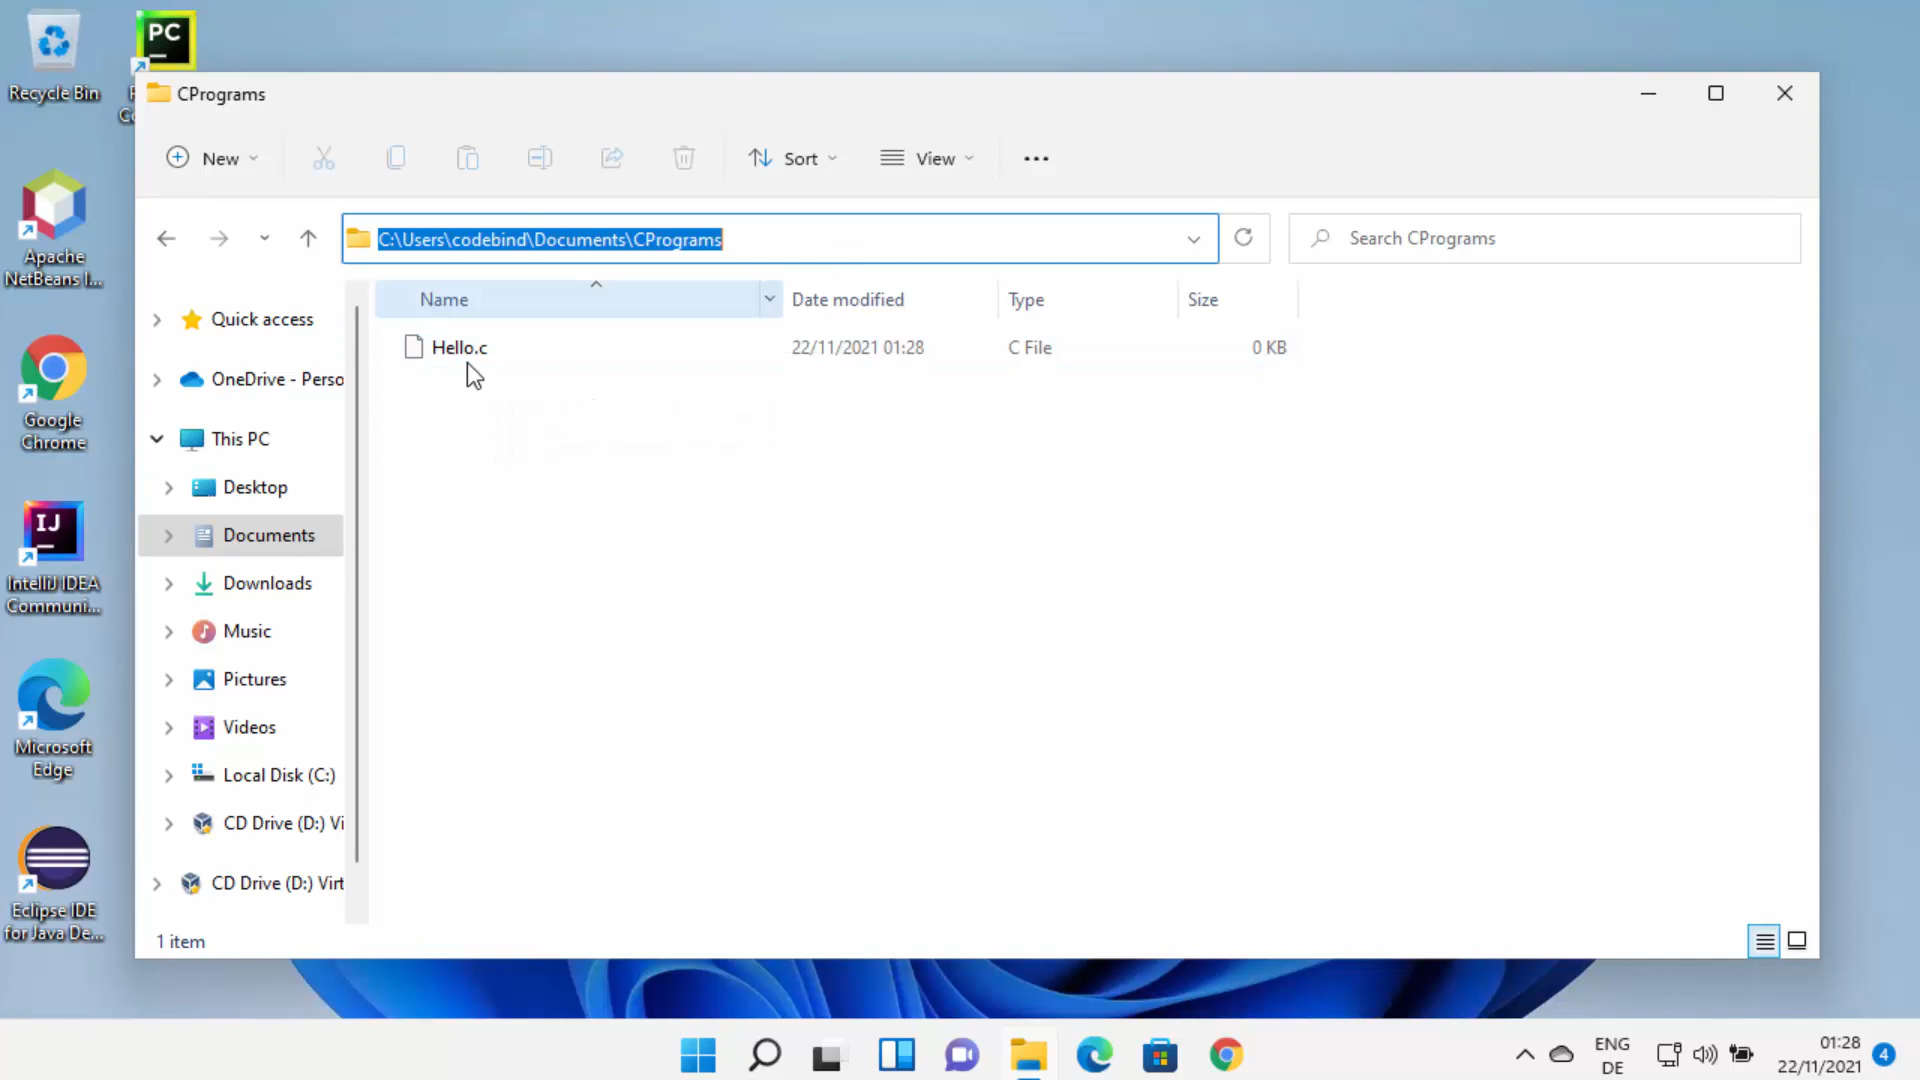 PC
Recycle Bin
Apache
NetBeans I...
Google
Chrome
IJ
IntelliJ IDEA
Communi...
Microsoft
Edge
Eclipse IDE
for Java De...
CPrograms
New
Sort
View
C:\Users\codebind\Documents\CPrograms
Search CPrograms
Quick access
OneDrive - Perso
This PC
Desktop
Documents
Downloads
Music
Pictures
Videos
Local Disk (C:)
CD Drive (D:) Vi
CD Drive (D:) Virt
Name Date modified Type Size
Hello.c 22/11/2021 01:28 C File 0 KB
1 item
ENG
DE
01:28
22/11/2021
4